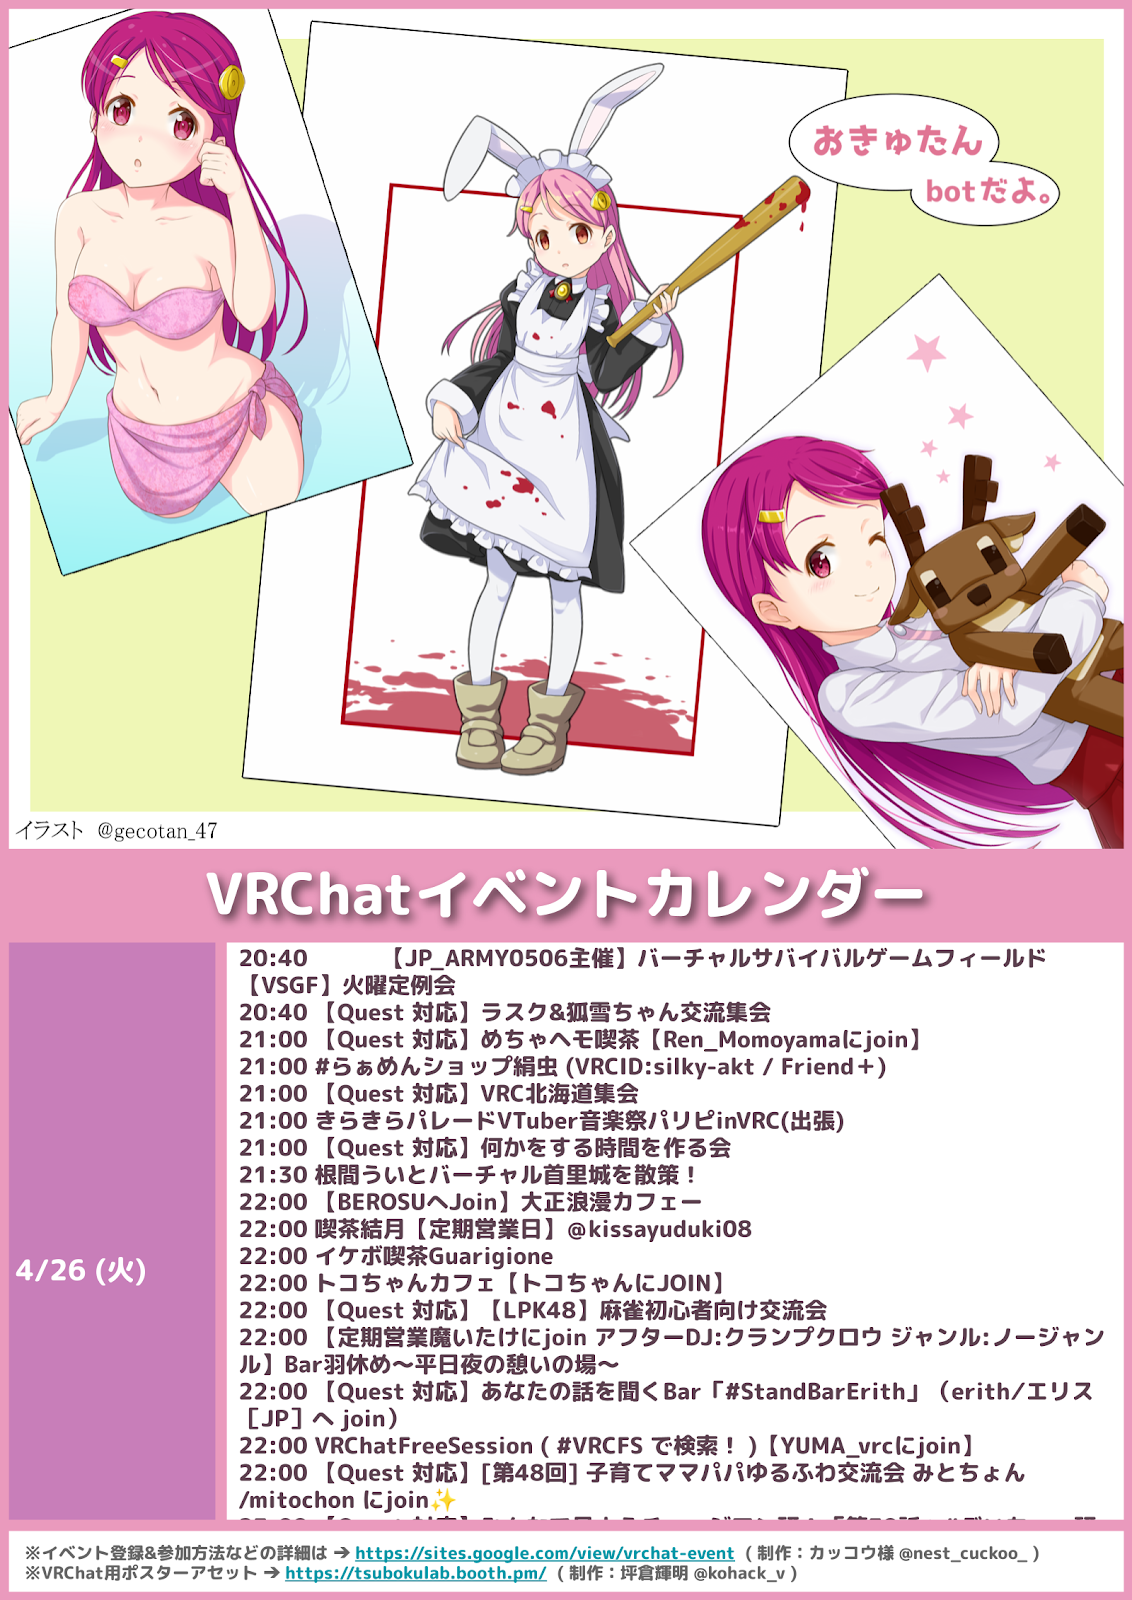 おきゅたん
botだよ。
イラスト @gecotan_47
VRChatイベントカレンダー
4/26 (火)
20:40 【JP_ARMY0506主催】バーチャルサバイバルゲームフィールド
【VSGF】火曜定例会
20:40 【Quest 対応】ラスク&狐雪ちゃん交流集会
21:00 【Quest 対応】めちゃヘモ喫茶【Ren_Momoyamaにjoin】
21:00 #らぁめんショップ絹虫 (VRCID:silky-akt / Friend＋)
21:00 【Quest 対応】VRC北海道集会
21:00 きらきらパレードVTuber音楽祭パリピinVRC(出張)
21:00 【Quest 対応】何かをする時間を作る会
21:30 根間ういとバーチャル首里城を散策！
22:00 【BEROSUへJoin】大正浪漫カフェー
22:00 喫茶結月【定期営業日】@kissayuduki08
22:00 イケボ喫茶Guarigione
22:00 トコちゃんカフェ【トコちゃんにJOIN】
22:00 【Quest 対応】【LPK48】麻雀初心者向け交流会
22:00 【定期営業魔いたけにjoin アフターDJ:クランプクロウ ジャンル:ノージャン
ル】Bar羽休め〜平日夜の憩いの場〜
22:00 【Quest 対応】あなたの話を聞くBar「#StandBarErith」（erith/エリス
［JP］へ join）
22:00 VRChatFreeSession ( #VRCFS で検索！ )【YUMA_vrcにjoin】
22:00 【Quest 対応】[第48回] 子育てママパパゆるふわ交流会 みとちょん
/mitochon にjoin✨
※イベント登録&参加方法などの詳細は ➔ https://sites.google.com/view/vrchat-event ( 制作：カッコウ様 @nest_cuckoo_ )
※VRChat用ポスターアセット ➔ https://tsubokulab.booth.pm/ ( 制作：坪倉輝明 @kohack_v )